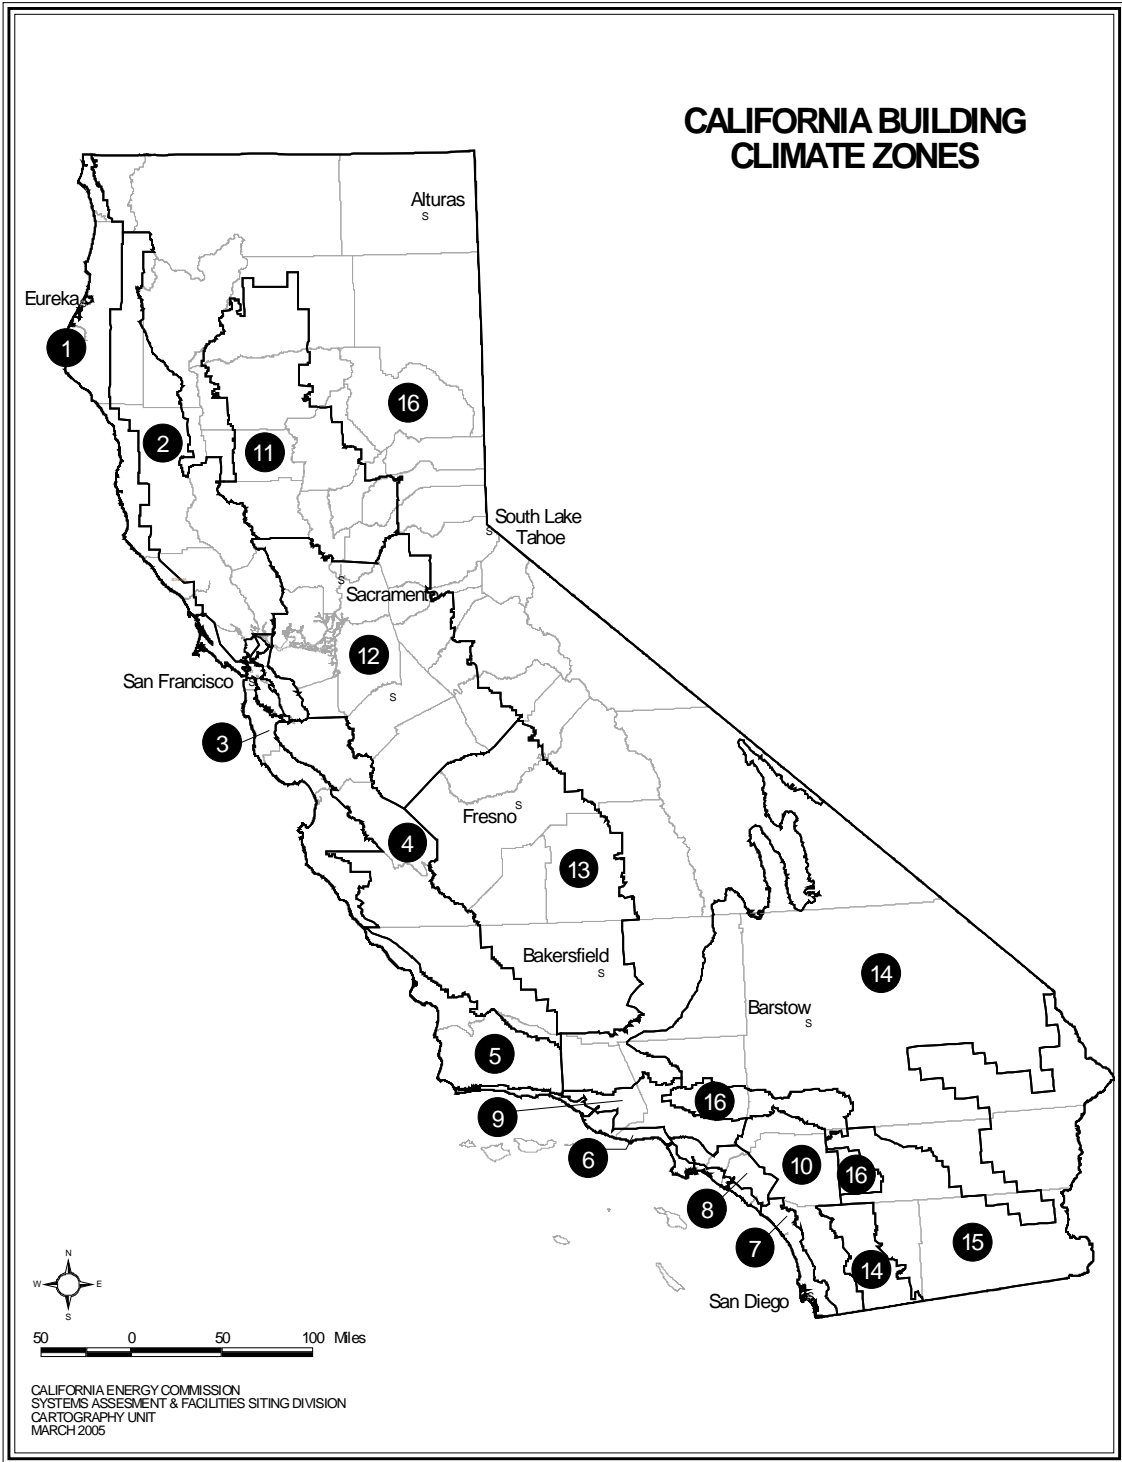 CALIFORNIA BUILDING
CLIMATE ZONES
Alturas
S
Eureka
1
16
2
11
South Lake
Tahoe
S
S
Sacramento
12
San Francisco
S
S
3
Fresno
S
4
13
Bakersfield
S
14
Barstow
S
5
16
9
6
10
16
8
7
15
14
San Diego
S
N
W
E
S
50
0
50
100 Miles
CALIFORNIA ENERGY COMMISSION
SYSTEMS ASSESMENT & FACILITIES SITING DIVISION
CARTOGRAPHY UNIT
MARCH 2005